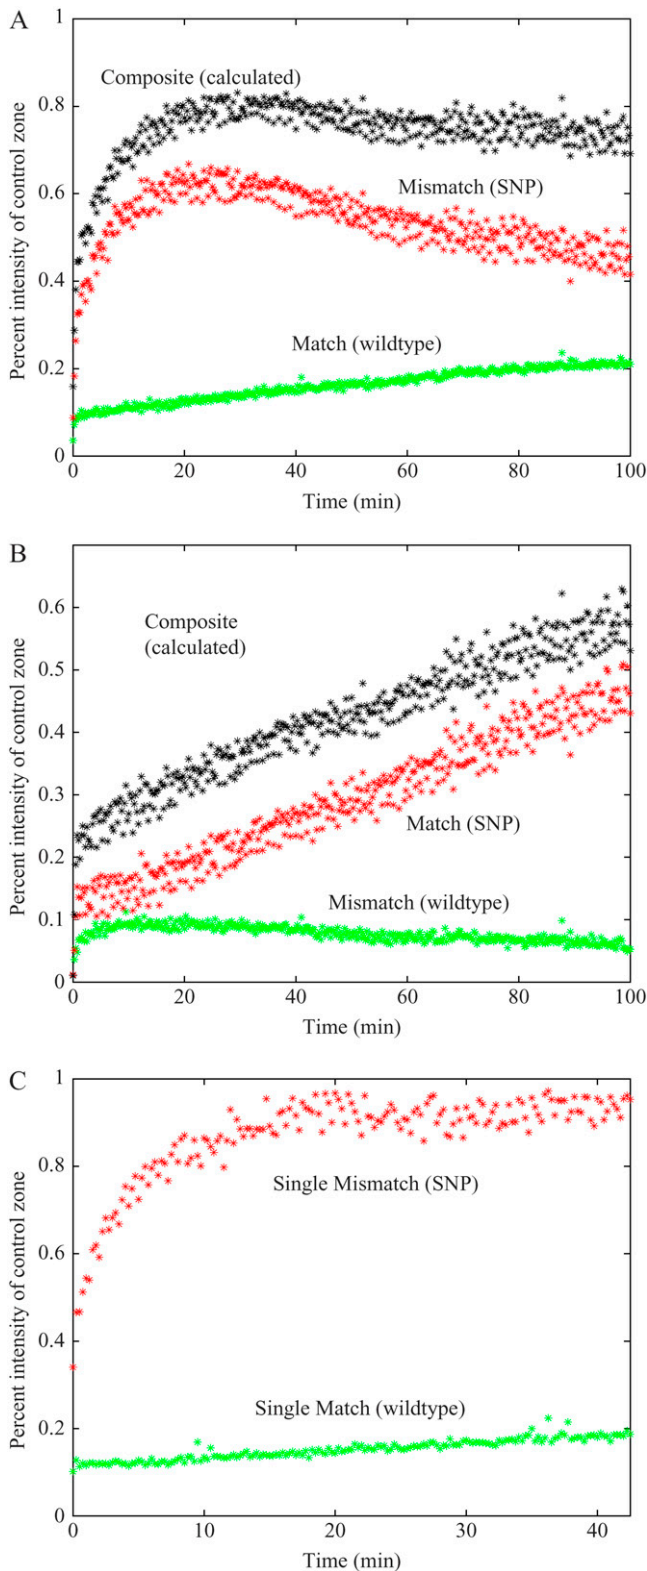 A
Percent intensity of control zone
1
0.8
0.6
0.4
0.2
0
Composite (calculated)
Mismatch (SNP)
Match (wildtype)
0 20 40 60 80 100
Time (min)
B
Percent intensity of control zone
0.6
0.5
0.4
0.3
0.2
0.1
0
Composite
(calculated)
Match (SNP)
Mismatch (wildtype)
0 20 40 60 80 100
Time (min)
C
Percent intensity of control zone
1
0.8
0.6
0.4
0.2
0
Single Mismatch (SNP)
Single Match (wildtype)
0 10 20 30 40
Time (min)